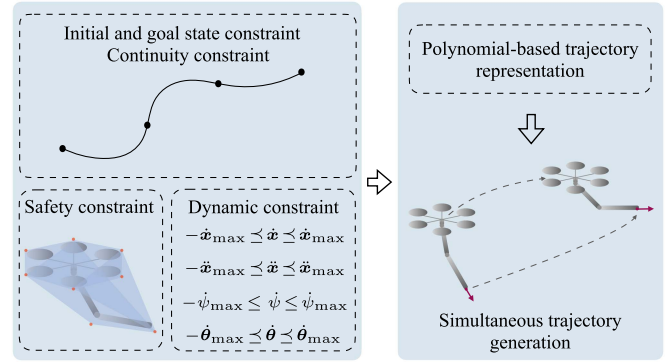 Initial and goal state constraint
Continuity constraint
Safety constraint
Dynamic constraint
−ẋmax ⪯ ẋ ⪯ ẋmax
−ẍmax ⪯ ẍ ⪯ ẍmax
−ψ̇max ≤ ψ̇ ≤ ψ̇max
−θ̇max ⪯ θ̇ ⪯ θ̇max
Polynomial-based trajectory
representation
Simultaneous trajectory
generation